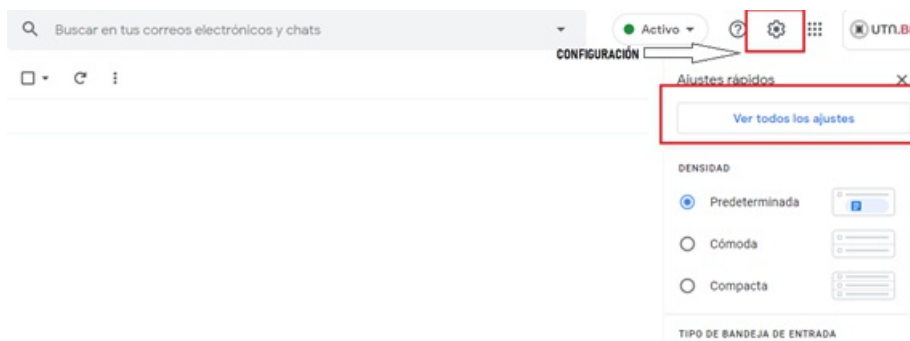 Buscar en tus correos electrónicos y chats
Activo
UTN.B
CONFIGURACIÓN
Ajustes rápidos
Ver todos los ajustes
DENSIDAD
Predeterminada
Cómoda
Compacta
TIPO DE BANDEJA DE ENTRADA